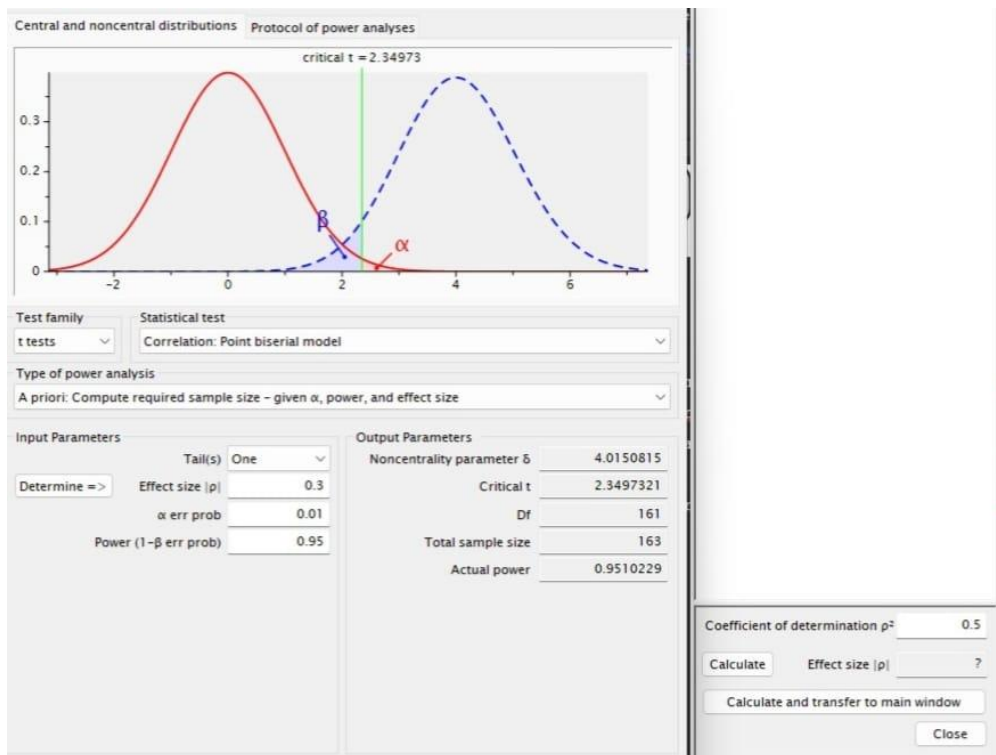 Central and noncentral distributions Protocol of power analyses
critical t = 2.34973
0.3
0.2
0.1
0
β
α
-2 0 2 4 6
Test family Statistical test
t tests Correlation: Point biserial model
Type of power analysis
A priori: Compute required sample size – given α, power, and effect size
Input Parameters Output Parameters
Tail(s) One Noncentrality parameter δ 4.0150815
Determine => Effect size |ρ| 0.3 Critical t 2.3497321
α err prob 0.01 Df 161
Power (1-β err prob) 0.95 Total sample size 163
Actual power 0.9510229
Coefficient of determination ρ² 0.5
Calculate Effect size |ρ| ?
Calculate and transfer to main window
Close